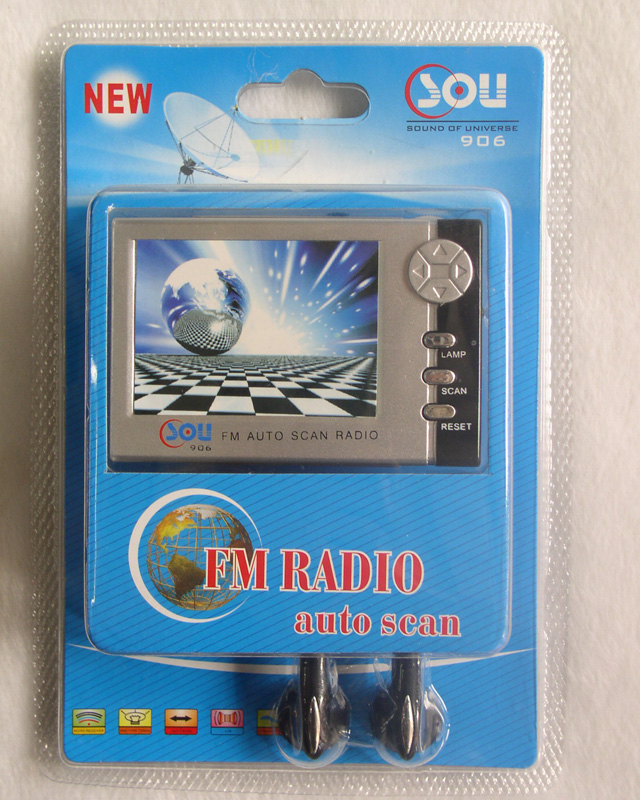 NEW
SOU
SOUND OF UNIVERSE
906
LAMP
SCAN
RESET
SOU FM AUTO SCAN RADIO
906
FM RADIO
auto scan